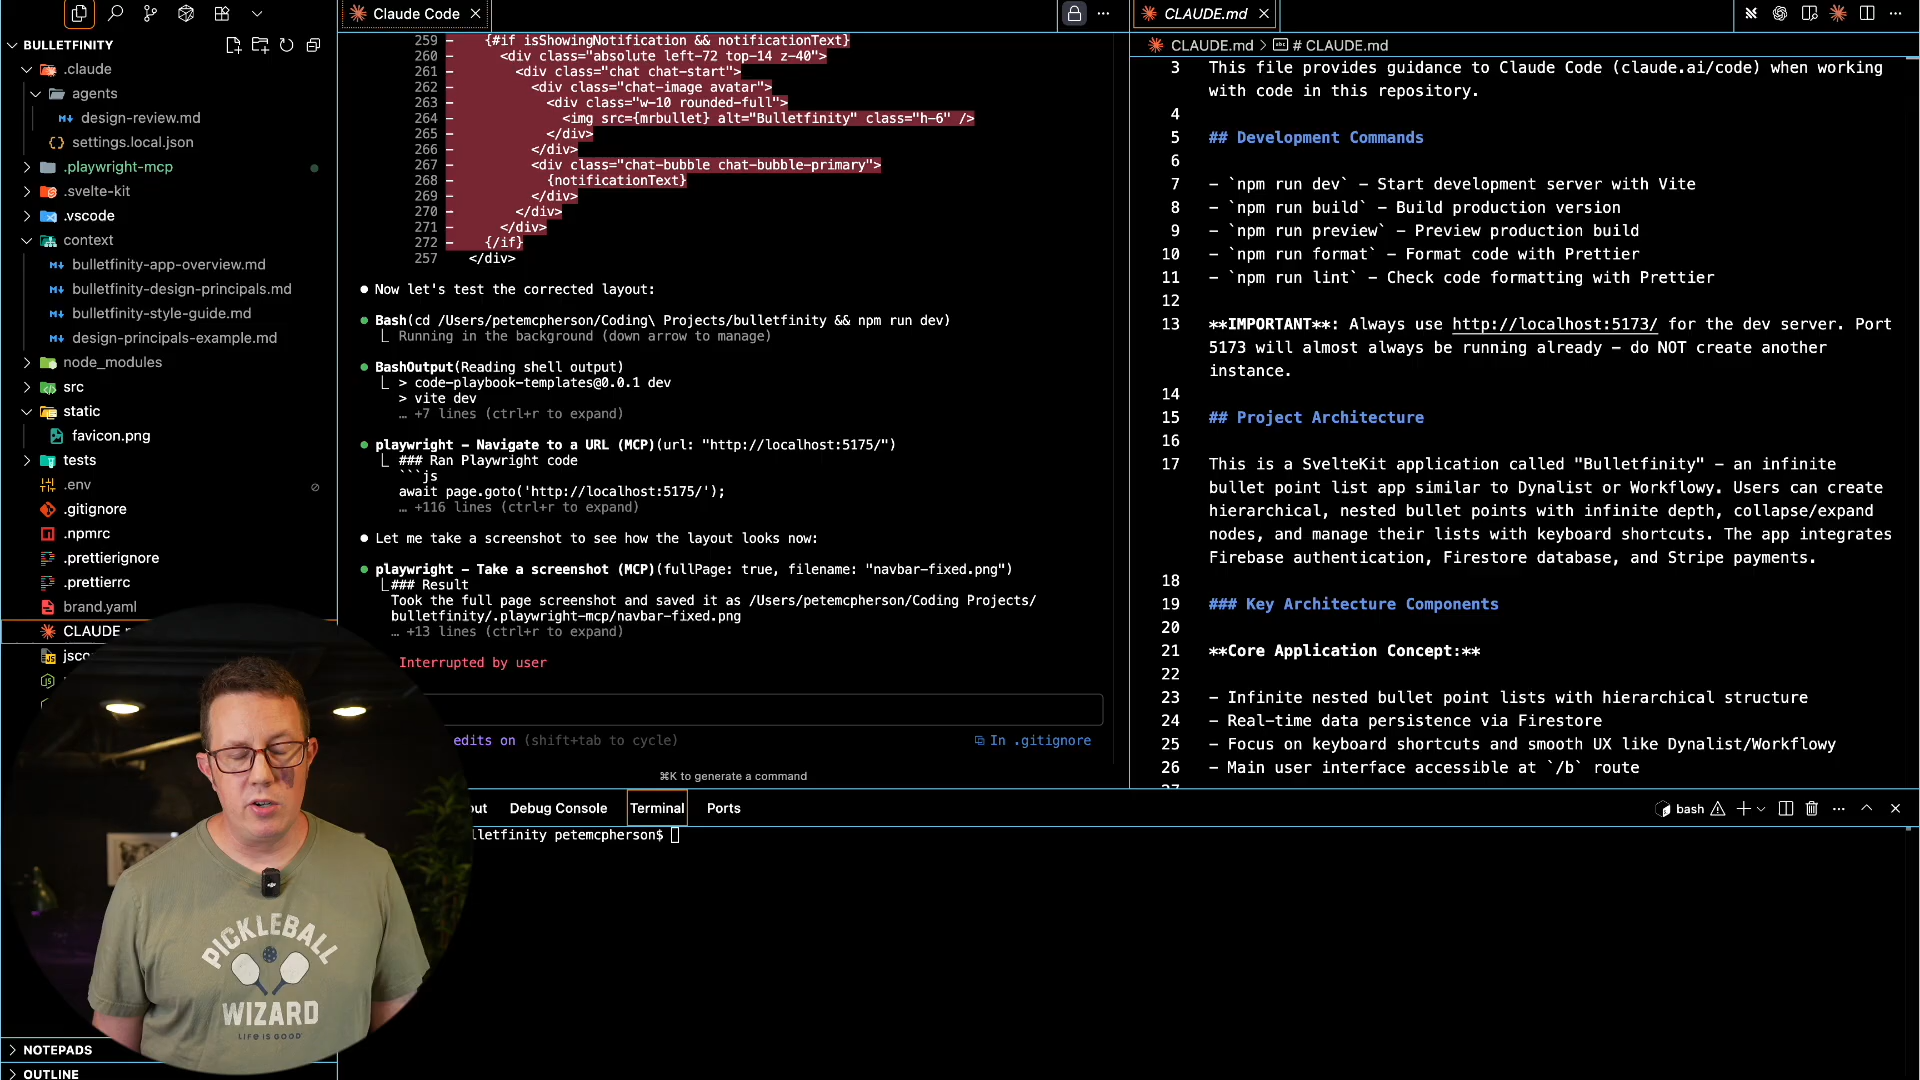 BULLETFINITY
.claude
agents
design-review.md
settings.local.json
.playwright-mcp
.svelte-kit
.vscode
context
bulletfinity-app-overview.md
bulletfinity-design-principals.md
bulletfinity-style-guide.md
design-principals-example.md
node_modules
src
static
favicon.png
tests
.env
.gitignore
.npmrc
.prettierignore
.prettierrc
brand.yaml
CLAUDE
jsco
NOTEPADS
OUTLINE
PICKLEBALL
WIZARD
LIFE IS GOOD
Claude Code
259 - {#if isShowingNotification && notificationText}
260 - <div class="absolute left-72 top-14 z-40">
261 - <div class="chat chat-start">
262 - <div class="chat-image avatar">
263 - <div class="w-10 rounded-full">
264 - <img src={mrbullet} alt="Bulletfinity" class="h-6" />
265 - </div>
266 - </div>
267 - <div class="chat-bubble chat-bubble-primary">
268 - {notificationText}
269 - </div>
270 - </div>
271 - </div>
272 - {/if}
257 </div>
Now let's test the corrected layout:
Bash(cd /Users/petemcpherson/Coding\ Projects/bulletfinity && npm run dev)
Running in the background (down arrow to manage)
BashOutput(Reading shell output)
> code-playbook-templates@0.0.1 dev
> vite dev
… +7 lines (ctrl+r to expand)
playwright - Navigate to a URL (MCP)(url: "http://localhost:5175/")
### Ran Playwright code
```js
await page.goto('http://localhost:5175/');
… +116 lines (ctrl+r to expand)
Let me take a screenshot to see how the layout looks now:
playwright - Take a screenshot (MCP)(fullPage: true, filename: "navbar-fixed.png")
### Result
Took the full page screenshot and saved it as /Users/petemcpherson/Coding Projects/
bulletfinity/.playwright-mcp/navbar-fixed.png
… +13 lines (ctrl+r to expand)
Interrupted by user
edits on (shift+tab to cycle)
In .gitignore
⌘K to generate a command
CLAUDE.md
CLAUDE.md > # CLAUDE.md
3 This file provides guidance to Claude Code (claude.ai/code) when working
with code in this repository.
4
5 ## Development Commands
6
7 - `npm run dev` - Start development server with Vite
8 - `npm run build` - Build production version
9 - `npm run preview` - Preview production build
10 - `npm run format` - Format code with Prettier
11 - `npm run lint` - Check code formatting with Prettier
12
13 **IMPORTANT**: Always use http://localhost:5173/ for the dev server. Port
5173 will almost always be running already - do NOT create another
instance.
14
15 ## Project Architecture
16
17 This is a SvelteKit application called "Bulletfinity" - an infinite
bullet point list app similar to Dynalist or Workflowy. Users can create
hierarchical, nested bullet points with infinite depth, collapse/expand
nodes, and manage their lists with keyboard shortcuts. The app integrates
Firebase authentication, Firestore database, and Stripe payments.
18
19 ### Key Architecture Components
20
21 **Core Application Concept:**
22
23 - Infinite nested bullet point lists with hierarchical structure
24 - Real-time data persistence via Firestore
25 - Focus on keyboard shortcuts and smooth UX like Dynalist/Workflowy
26 - Main user interface accessible at `/b` route
27
ut
Debug Console
Terminal
Ports
bash
lletfinity petemcpherson$